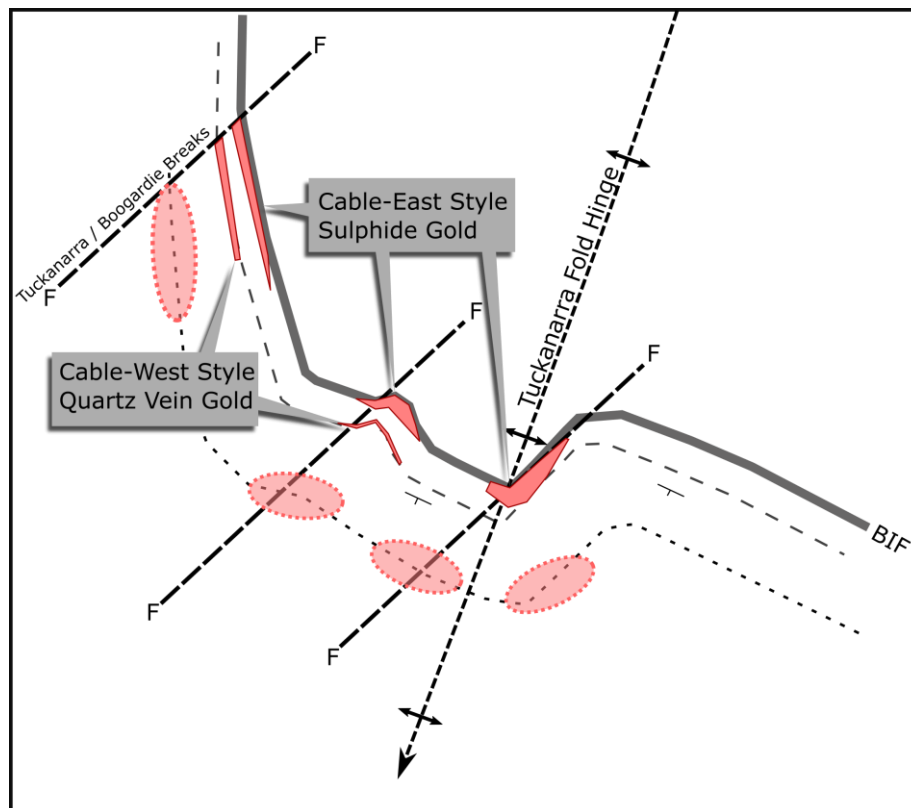 F
Tuckanarra / Boogardie Breaks
F
Cable-East Style
Sulphide Gold
Tuckanarra Fold Hinge
F
F
Cable-West Style
Quartz Vein Gold
BIF
F
F